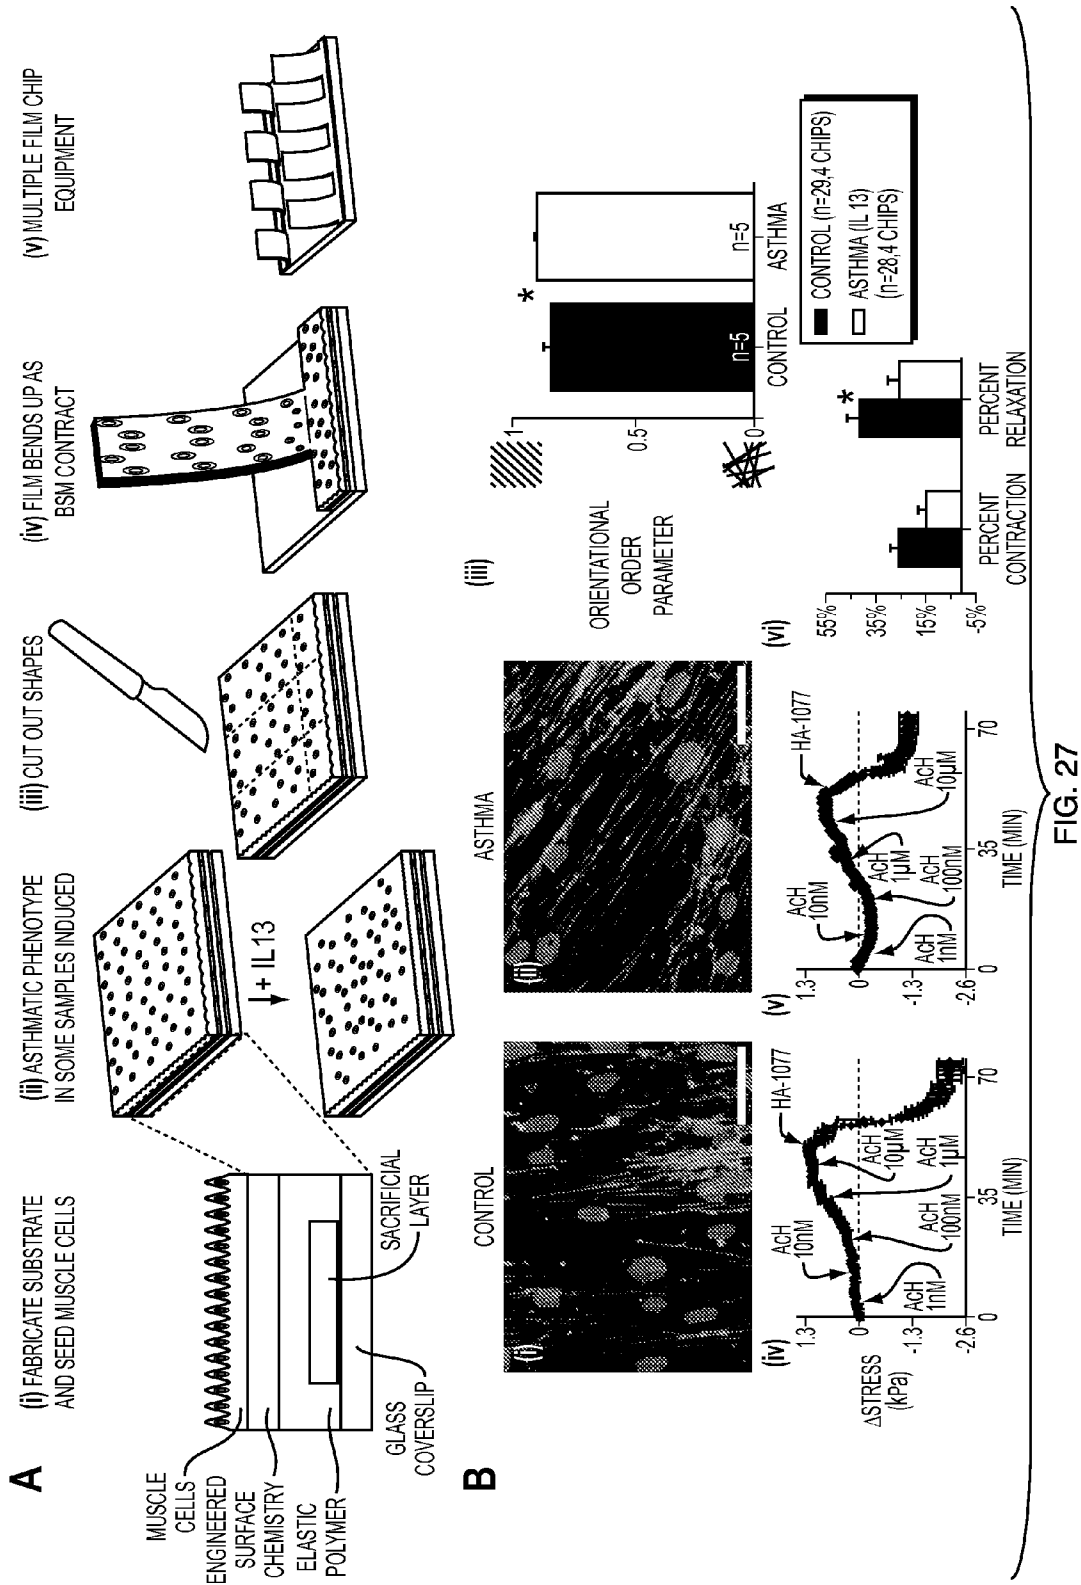 A
(i) FABRICATE SUBSTRATE
AND SEED MUSCLE CELLS
MUSCLE
CELLS
ENGINEERED
SURFACE
CHEMISTRY
ELASTIC
POLYMER
GLASS
COVERSLIP
SACRIFICIAL
LAYER
(ii) ASTHMATIC PHENOTYPE
IN SOME SAMPLES INDUCED
+ IL13
(iii) CUT OUT SHAPES
(iv) FILM BENDS UP AS
BSM CONTRACT
(v) MULTIPLE FILM CHIP
EQUIPMENT
B
CONTROL
(i)
ASTHMA
(ii)
(iii)
ORIENTATIONAL
ORDER
PARAMETER
1
0.5
0
*
n=5
n=5
CONTROL
ASTHMA
(iv)
ΔSTRESS
(kPa)
1.3
0
-1.3
-2.6
ACH
1nM
ACH
10nM
ACH
100nM
ACH
1µM
ACH
10µM
HA-1077
0
35
70
TIME (MIN)
(v)
1.3
0
-1.3
-2.6
ACH
1nM
ACH
10nM
ACH
100nM
ACH
1µM
ACH
10µM
HA-1077
0
35
70
TIME (MIN)
(vi)
55%
35%
15%
-5%
*
PERCENT
CONTRACTION
PERCENT
RELAXATION
CONTROL (n=29,4 CHIPS)
ASTHMA (IL13)
(n=28,4 CHIPS)
FIG. 27